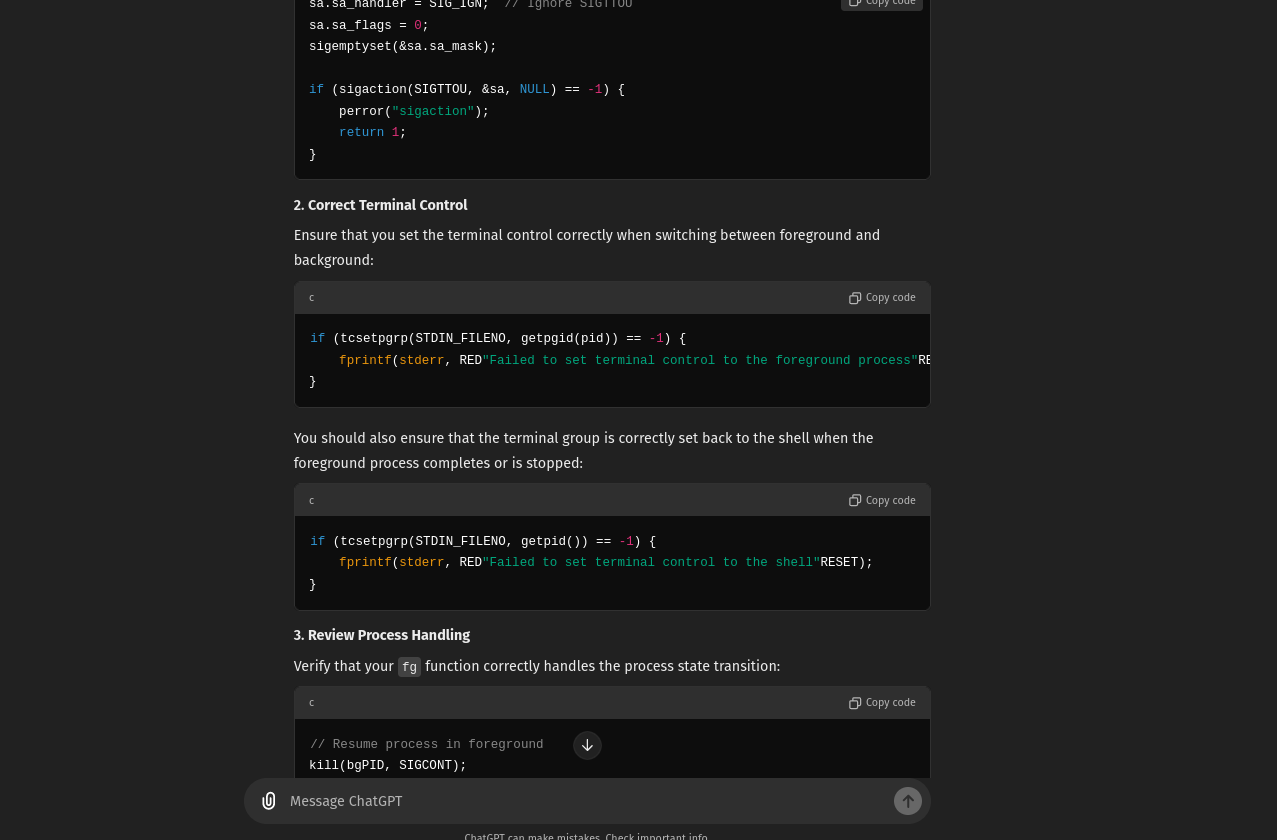 sa.sa_handler = SIG_IGN;  // Ignore SIGTTOU
Copy code
sa.sa_flags = 0;
sigemptyset(&sa.sa_mask);
if (sigaction(SIGTTOU, &sa, NULL) == -1) {
    perror("sigaction");
    return 1;
}
2. Correct Terminal Control
Ensure that you set the terminal control correctly when switching between foreground and
background:
c
Copy code
if (tcsetpgrp(STDIN_FILENO, getpgid(pid)) == -1) {
    fprintf(stderr, RED"Failed to set terminal control to the foreground process"RE
}
You should also ensure that the terminal group is correctly set back to the shell when the
foreground process completes or is stopped:
c
Copy code
if (tcsetpgrp(STDIN_FILENO, getpid()) == -1) {
    fprintf(stderr, RED"Failed to set terminal control to the shell"RESET);
}
3. Review Process Handling
Verify that your fg function correctly handles the process state transition:
c
Copy code
// Resume process in foreground
kill(bgPID, SIGCONT);
Message ChatGPT
ChatGPT can make mistakes. Check important info.